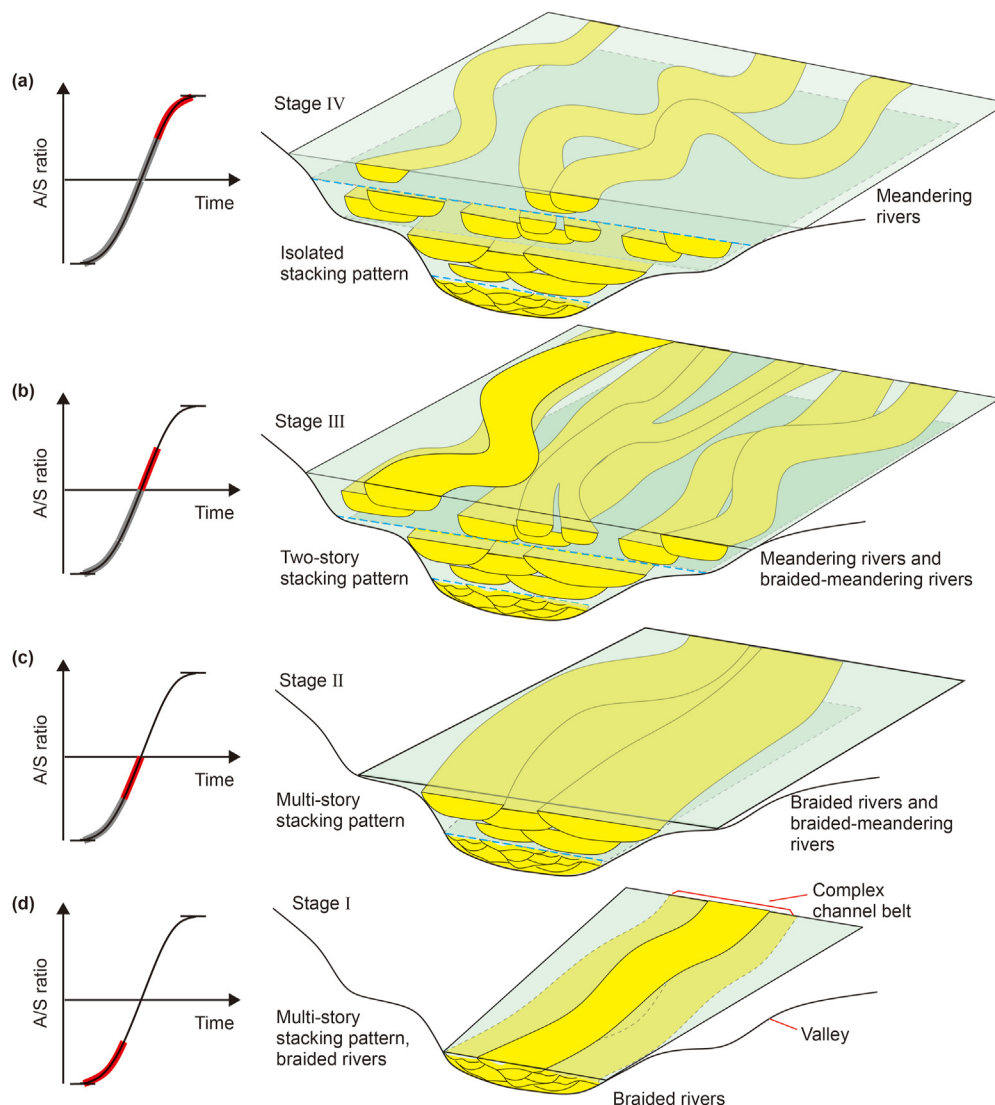 (a)
A/S ratio
Time
Stage IV
Isolated
stacking pattern
Meandering
rivers
(b)
A/S ratio
Time
Stage III
Two-story
stacking pattern
Meandering rivers and
braided-meandering rivers
(c)
A/S ratio
Time
Stage II
Multi-story
stacking pattern
Braided rivers and
braided-meandering
rivers
(d)
A/S ratio
Time
Stage I
Multi-story
stacking pattern,
braided rivers
Complex
channel belt
Valley
Braided rivers